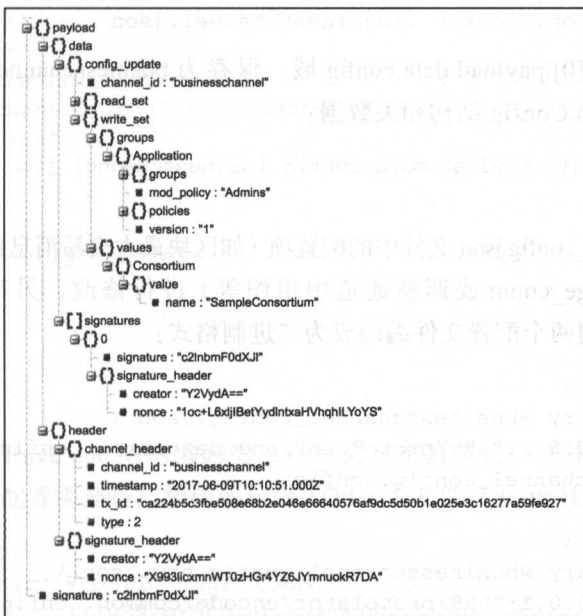 payload
data
config_update
channel_id : "businesschannel"
read_set
write_set
groups
Application
groups
mod_policy : "Admins"
policies
version : "1"
values
Consortium
value
name : "SampleConsortium"
signatures
0
signature : "c2lnbmF0dXJl"
signature_header
creator : "Y2VydA=="
nonce : "1oc+L6xljIBetYydIntxaHVhqhILYoYS"
header
channel_header
channel_id : "businesschannel"
timestamp : "2017-06-09T10:10:51.000Z"
tx_id : "ca224b5c3fbe508e68b2e046e66640576af9dc5d50b1e025e3c16277a59fe927"
type : 2
signature_header
creator : "Y2VydA=="
nonce : "X993licxmnWT0zHGr4YZ6JYmnuokR7DA"
signature : "c2lnbmF0dXJl"